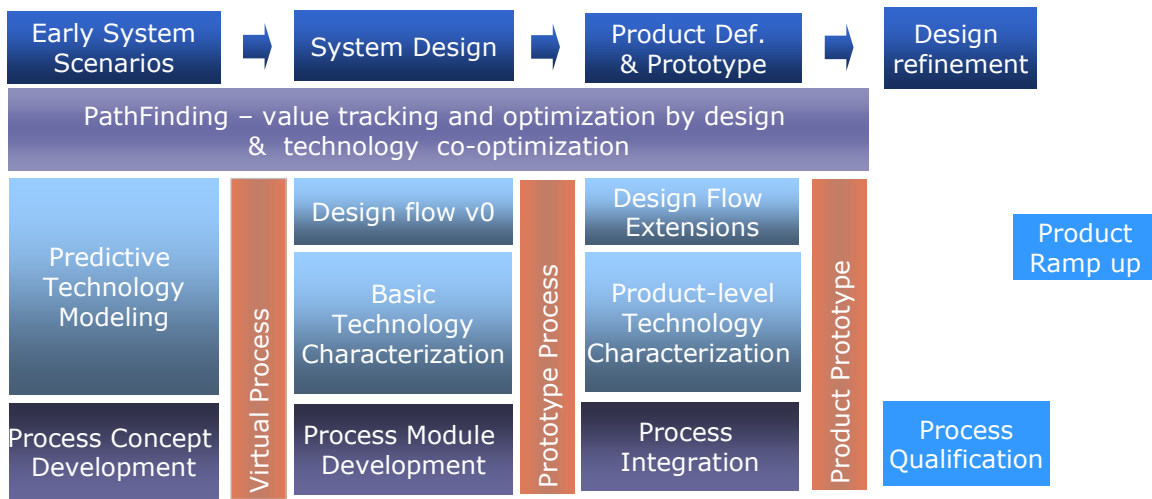 Early System
Scenarios
System Design
Product Def.
& Prototype
Design
refinement
PathFinding – value tracking and optimization by design
& technology co-optimization
Predictive
Technology
Modeling
Virtual Process
Design flow v0
Basic
Technology
Characterization
Prototype Process
Design Flow
Extensions
Product-level
Technology
Characterization
Product Prototype
Product
Ramp up
Process Concept
Development
Process Module
Development
Process
Integration
Process
Qualification